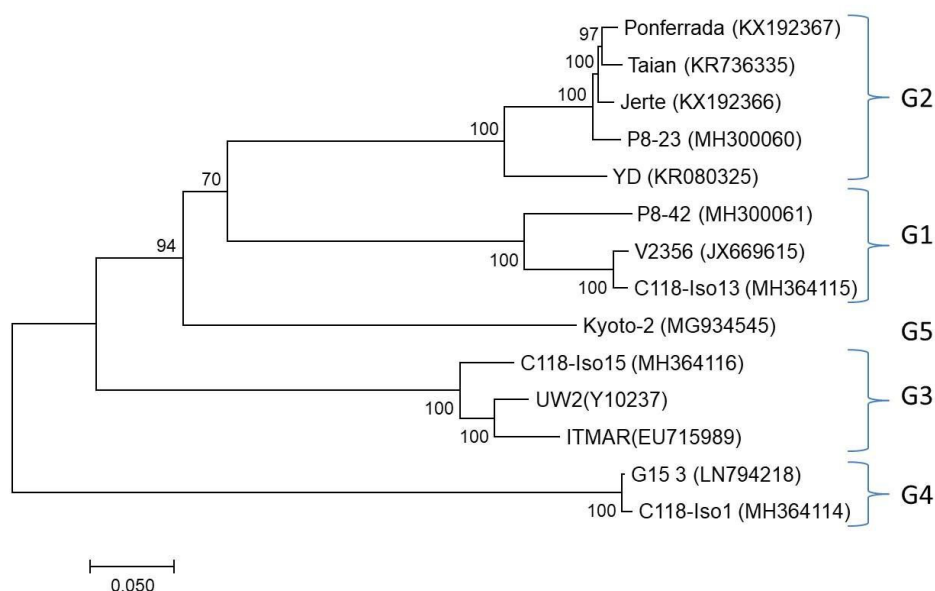 Ponferrada (KX192367)
97
Taian (KR736335)
100
Jerte (KX192366)
100
G2
P8-23 (MH300060)
100
YD (KR080325)
70
P8-42 (MH300061)
G1
V2356 (JX669615)
94
100
C118-Iso13 (MH364115)
100
Kyoto-2 (MG934545)
G5
C118-Iso15 (MH364116)
G3
UW2(Y10237)
100
ITMAR(EU715989)
100
G15 3 (LN794218)
G4
C118-Iso1 (MH364114)
100
0.050